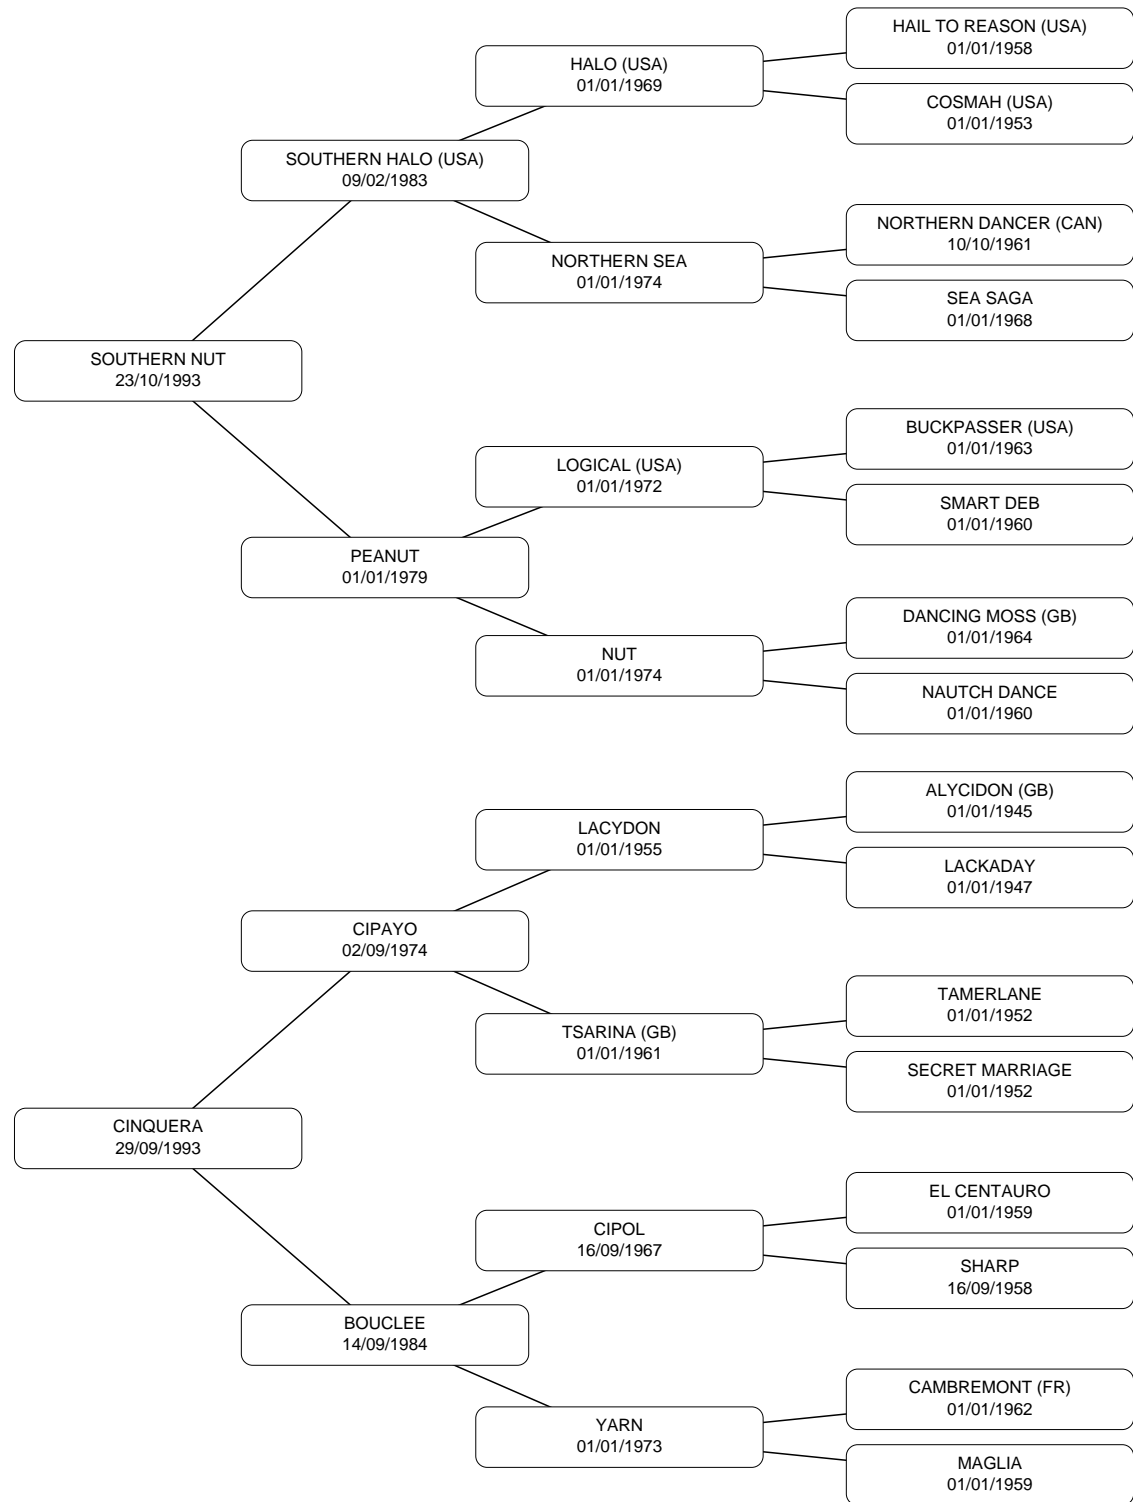 HAIL TO REASON (USA)
01/01/1958
HALO (USA)
01/01/1969
COSMAH (USA)
01/01/1953
SOUTHERN HALO (USA)
09/02/1983
NORTHERN DANCER (CAN)
10/10/1961
NORTHERN SEA
01/01/1974
SEA SAGA
01/01/1968
SOUTHERN NUT
23/10/1993
BUCKPASSER (USA)
01/01/1963
LOGICAL (USA)
01/01/1972
SMART DEB
01/01/1960
PEANUT
01/01/1979
DANCING MOSS (GB)
01/01/1964
NUT
01/01/1974
NAUTCH DANCE
01/01/1960
ALYCIDON (GB)
01/01/1945
LACYDON
01/01/1955
LACKADAY
01/01/1947
CIPAYO
02/09/1974
TAMERLANE
01/01/1952
TSARINA (GB)
01/01/1961
SECRET MARRIAGE
01/01/1952
CINQUERA
29/09/1993
EL CENTAURO
01/01/1959
CIPOL
16/09/1967
SHARP
16/09/1958
BOUCLEE
14/09/1984
CAMBREMONT (FR)
01/01/1962
YARN
01/01/1973
MAGLIA
01/01/1959